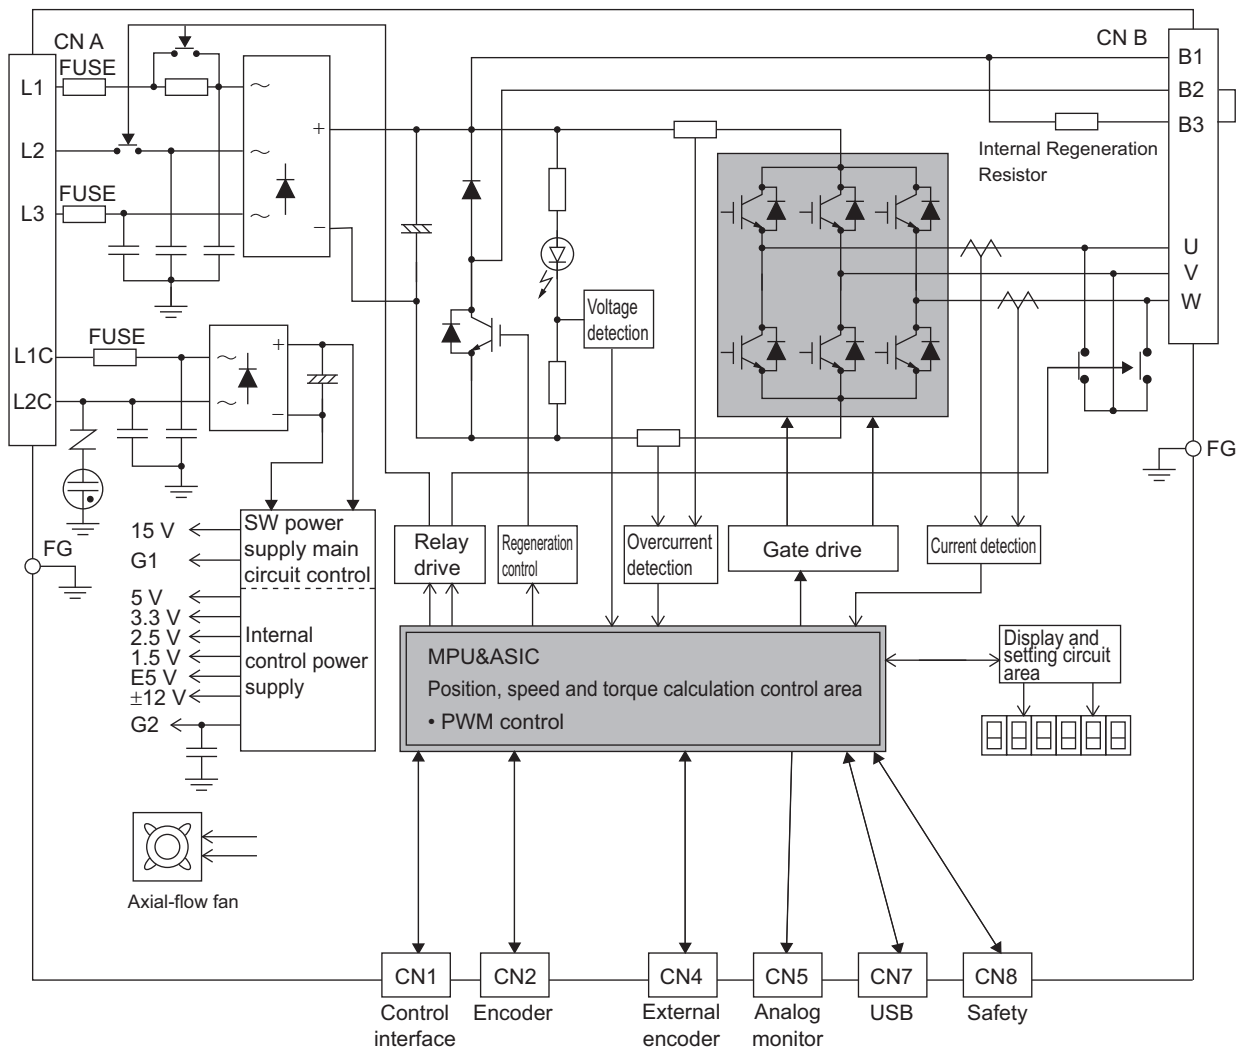 CN A
CN B
FUSE
L1
L2
FUSE
L3
FUSE
L1C
L2C
+
−
+
−
B1
B2
B3
Internal Regeneration
Resistor
U
V
W
Voltage
detection
FG
FG
15 V
G1
5 V
3.3 V
2.5 V
1.5 V
E5 V
±12 V
G2
SW power
supply main
circuit control
Internal
control power
supply
Relay
drive
Regeneration
control
Overcurrent
detection
Gate drive
Current detection
MPU&ASIC
Position, speed and torque calculation control area
• PWM control
Display and
setting circuit
area
Axial-flow fan
CN1
CN2
CN4
CN5
CN7
CN8
Control
interface
Encoder
External
encoder
Analog
monitor
USB
Safety